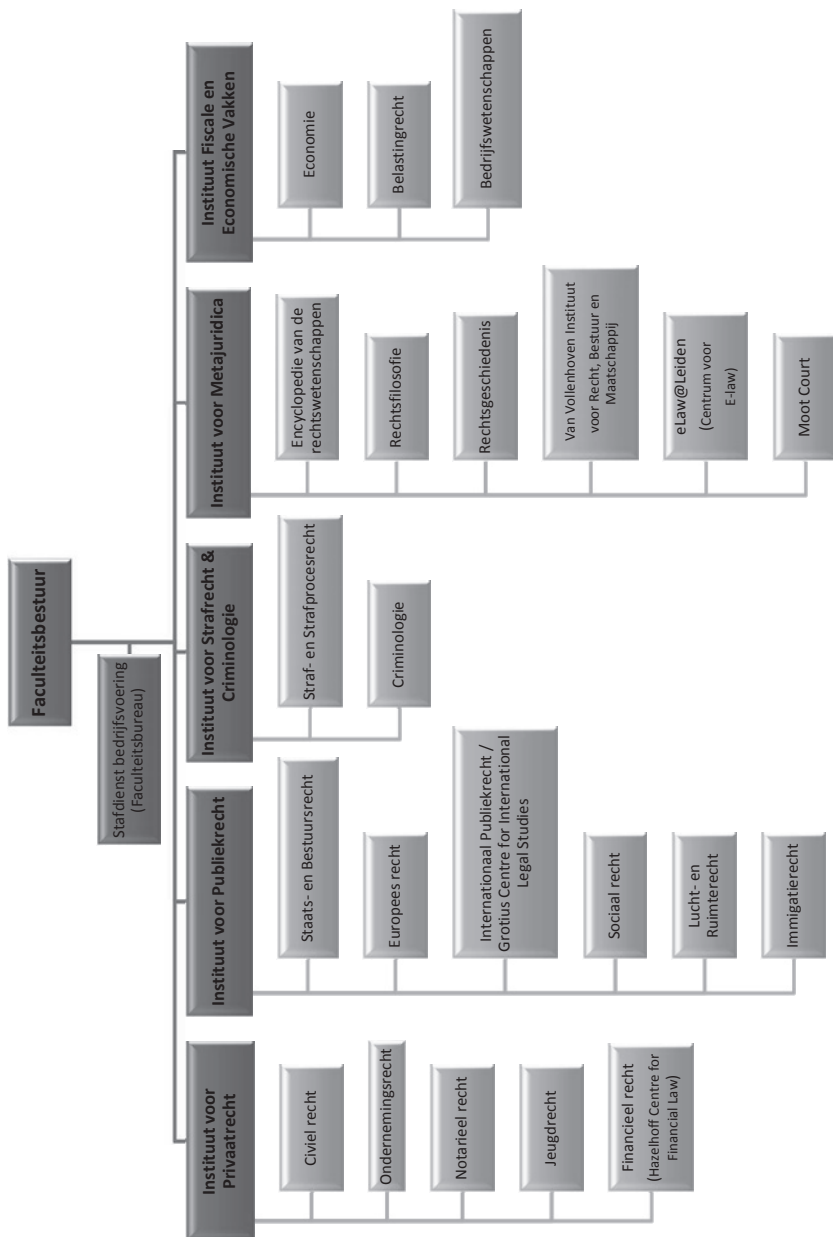 Faculteitsbestuur
Stafdienst bedrijfsvoering
(Faculteitsbureau)
Instituut voor
Privaatrecht
Civiel recht
Ondernemingsrecht
Notarieel recht
Jeugdrecht
Financieel recht
(Hazelhoff Centre for
Financial Law)
Instituut voor Publiekrecht
Staats- en Bestuursrecht
Europees recht
Internationaal Publiekrecht /
Grotius Centre for International
Legal Studies
Sociaal recht
Lucht- en
Ruimterecht
Immigatierecht
Instituut voor Strafrecht &
Criminologie
Straf- en Strafprocesrecht
Criminologie
Instituut voor Metajuridica
Encyclopedie van de
rechtswetenschappen
Rechtsfilosofie
Rechtsgeschiedenis
Van Vollenhoven Instituut
voor Recht, Bestuur en
Maatschappij
eLaw@Leiden
(Centrum voor
E-law)
Moot Court
Instituut Fiscale en
Economische Vakken
Economie
Belastingrecht
Bedrijfswetenschappen